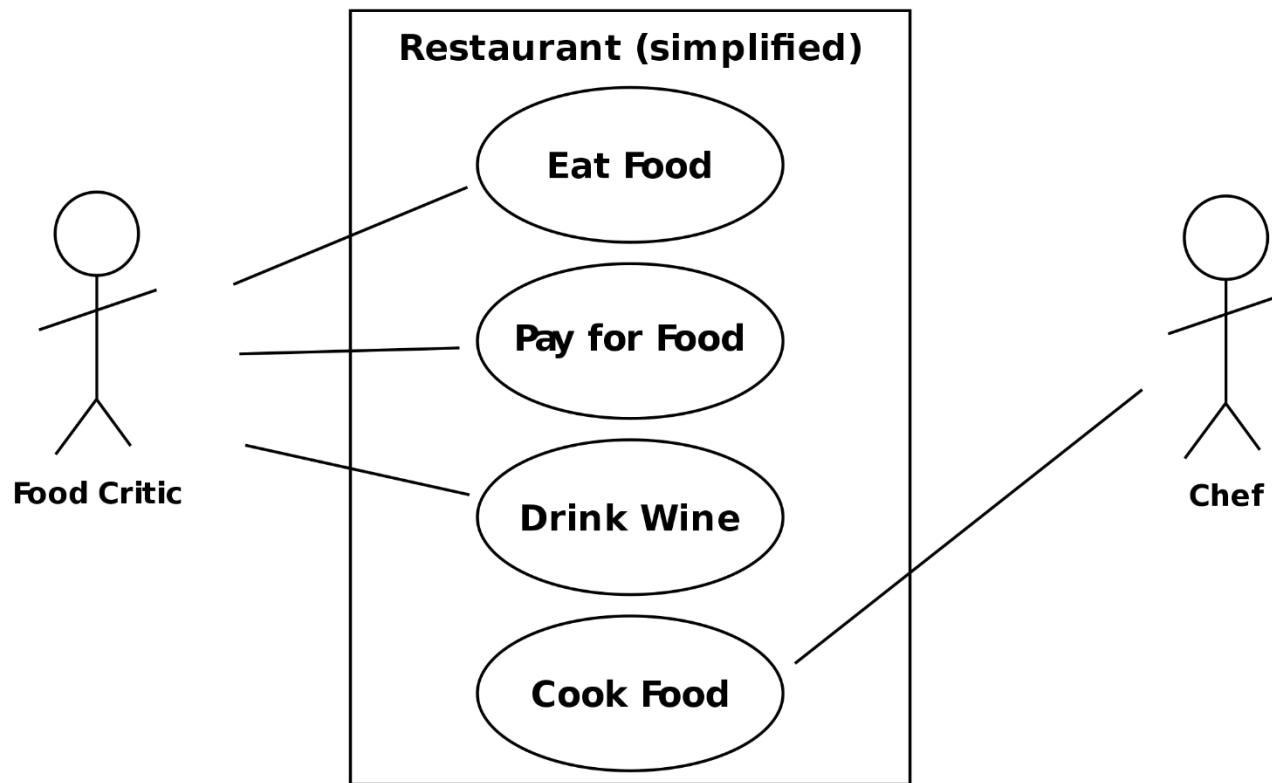 Restaurant (simplified)
Eat Food
Pay for Food
Drink Wine
Cook Food
Food Critic
Chef